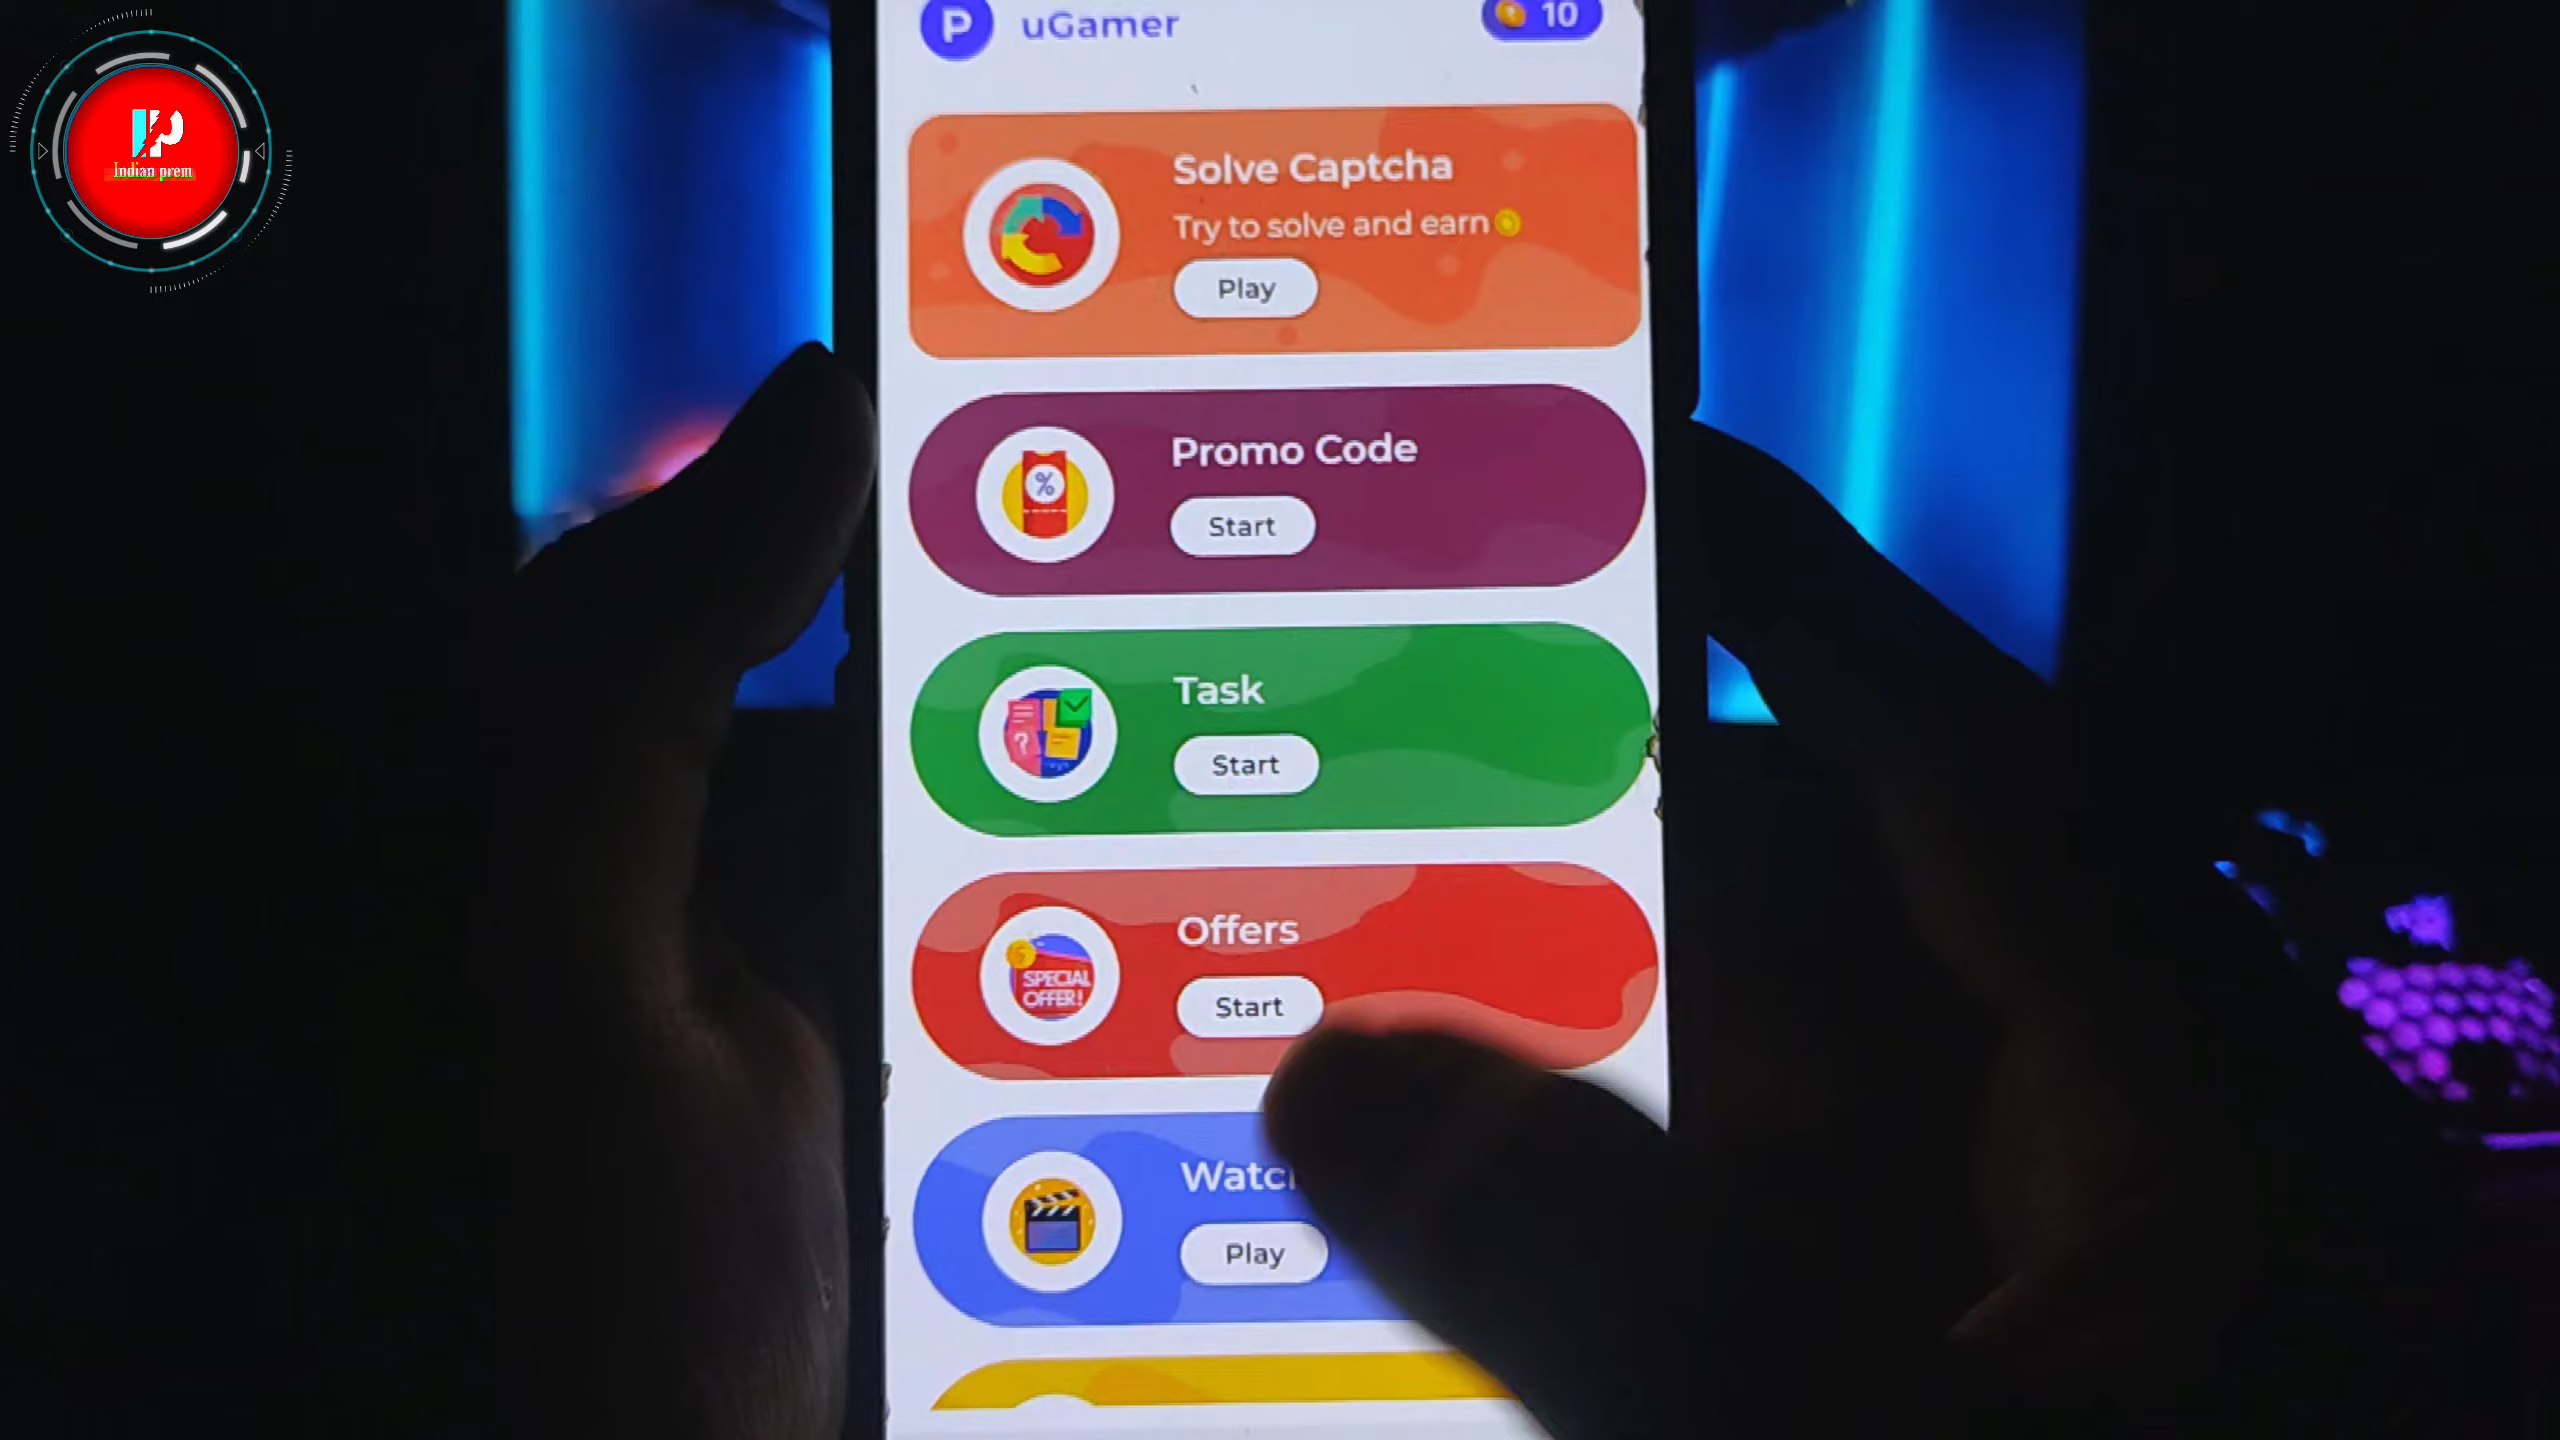 IP
Indian prem
P uGamer
10
Solve Captcha
Try to solve and earn
Play
Promo Code
%
Start
Task
?
Start
Offers
SPECIAL
OFFER!
Start
Play